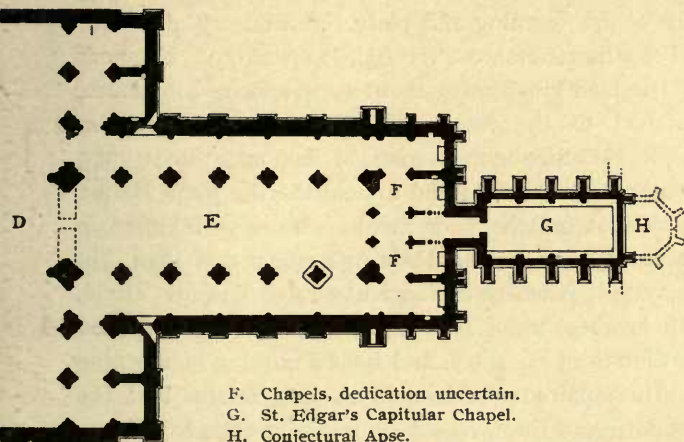 F
D
E
G
H
F
F. Chapels, dedication uncertain.
G. St. Edgar's Capitular Chapel.
H. Conjectural Apse.